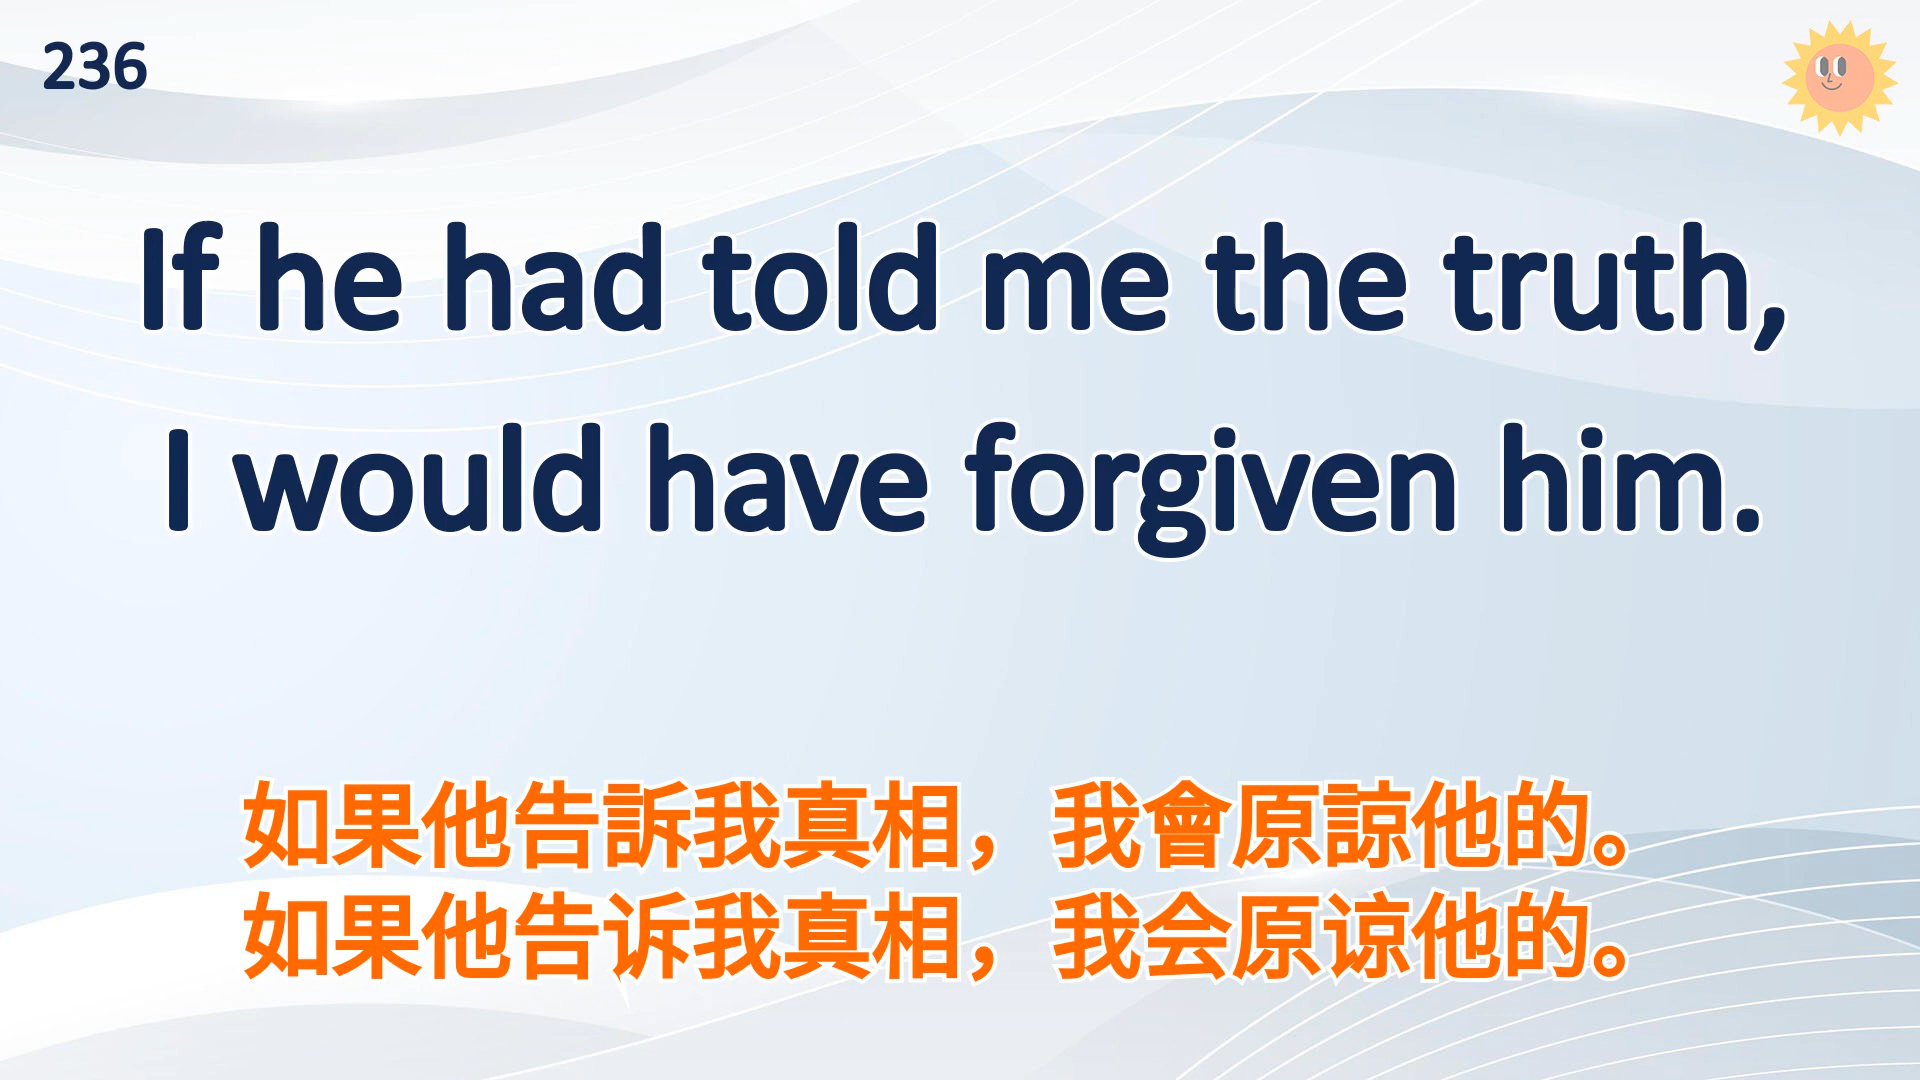 236
If he had told me the truth,
I would have forgiven him.
如果他告訴我真相，我會原諒他的。
如果他告诉我真相，我会原谅他的。